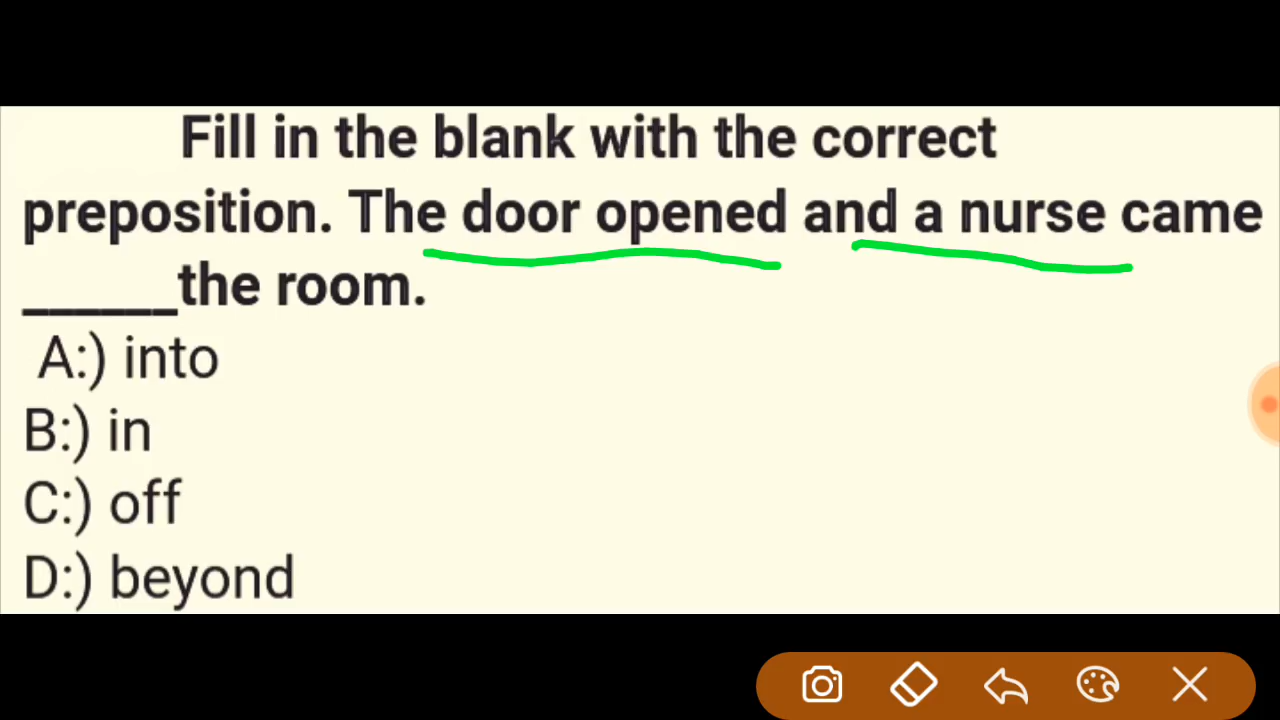 Fill in the blank with the correct
preposition. The door opened and a nurse came
______the room.
A:) into
B:) in
C:) off
D:) beyond